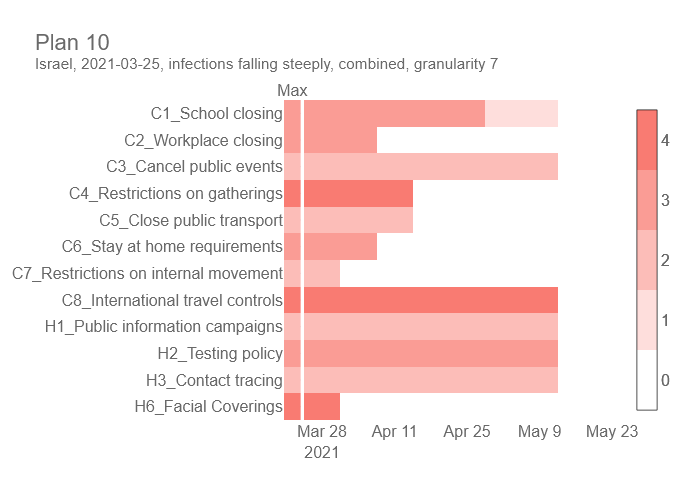 Plan 10
Israel, 2021-03-25, infections falling steeply, combined, granularity 7
Max
C1_School closing
C2_Workplace closing
C3_Cancel public events
C4_Restrictions on gatherings
C5_Close public transport
C6_Stay at home requirements
C7_Restrictions on internal movement
C8_International travel controls
H1_Public information campaigns
H2_Testing policy
H3_Contact tracing
H6_Facial Coverings
Mar 28 Apr 11 Apr 25 May 9 May 23
2021
4
3
2
1
0